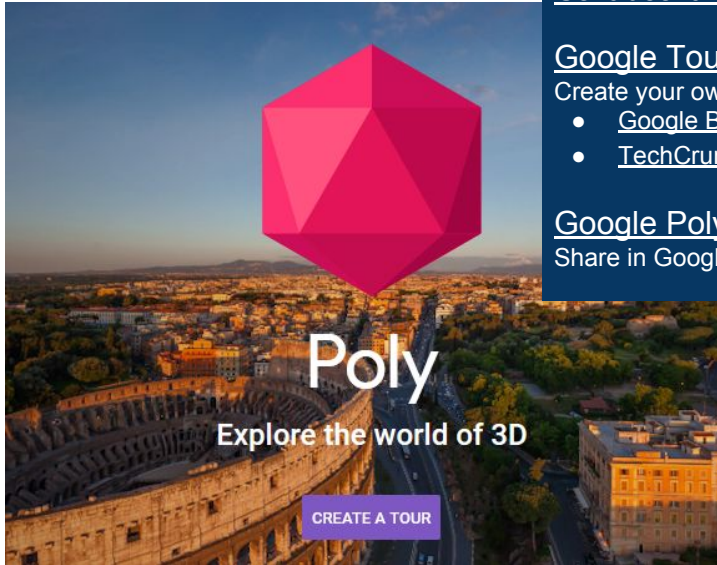 Google Tou
Create your ow
● Google B
● TechCru
Google Poly
Share in Googl
Poly
Explore the world of 3D
CREATE A TOUR